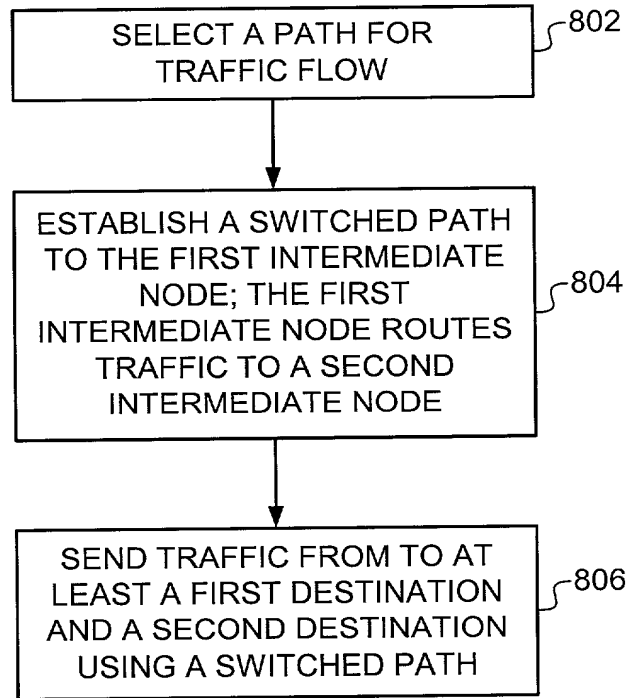 SELECT A PATH FOR
TRAFFIC FLOW
802
ESTABLISH A SWITCHED PATH
TO THE FIRST INTERMEDIATE
NODE; THE FIRST
INTERMEDIATE NODE ROUTES
TRAFFIC TO A SECOND
INTERMEDIATE NODE
804
SEND TRAFFIC FROM TO AT
LEAST A FIRST DESTINATION
AND A SECOND DESTINATION
USING A SWITCHED PATH
806